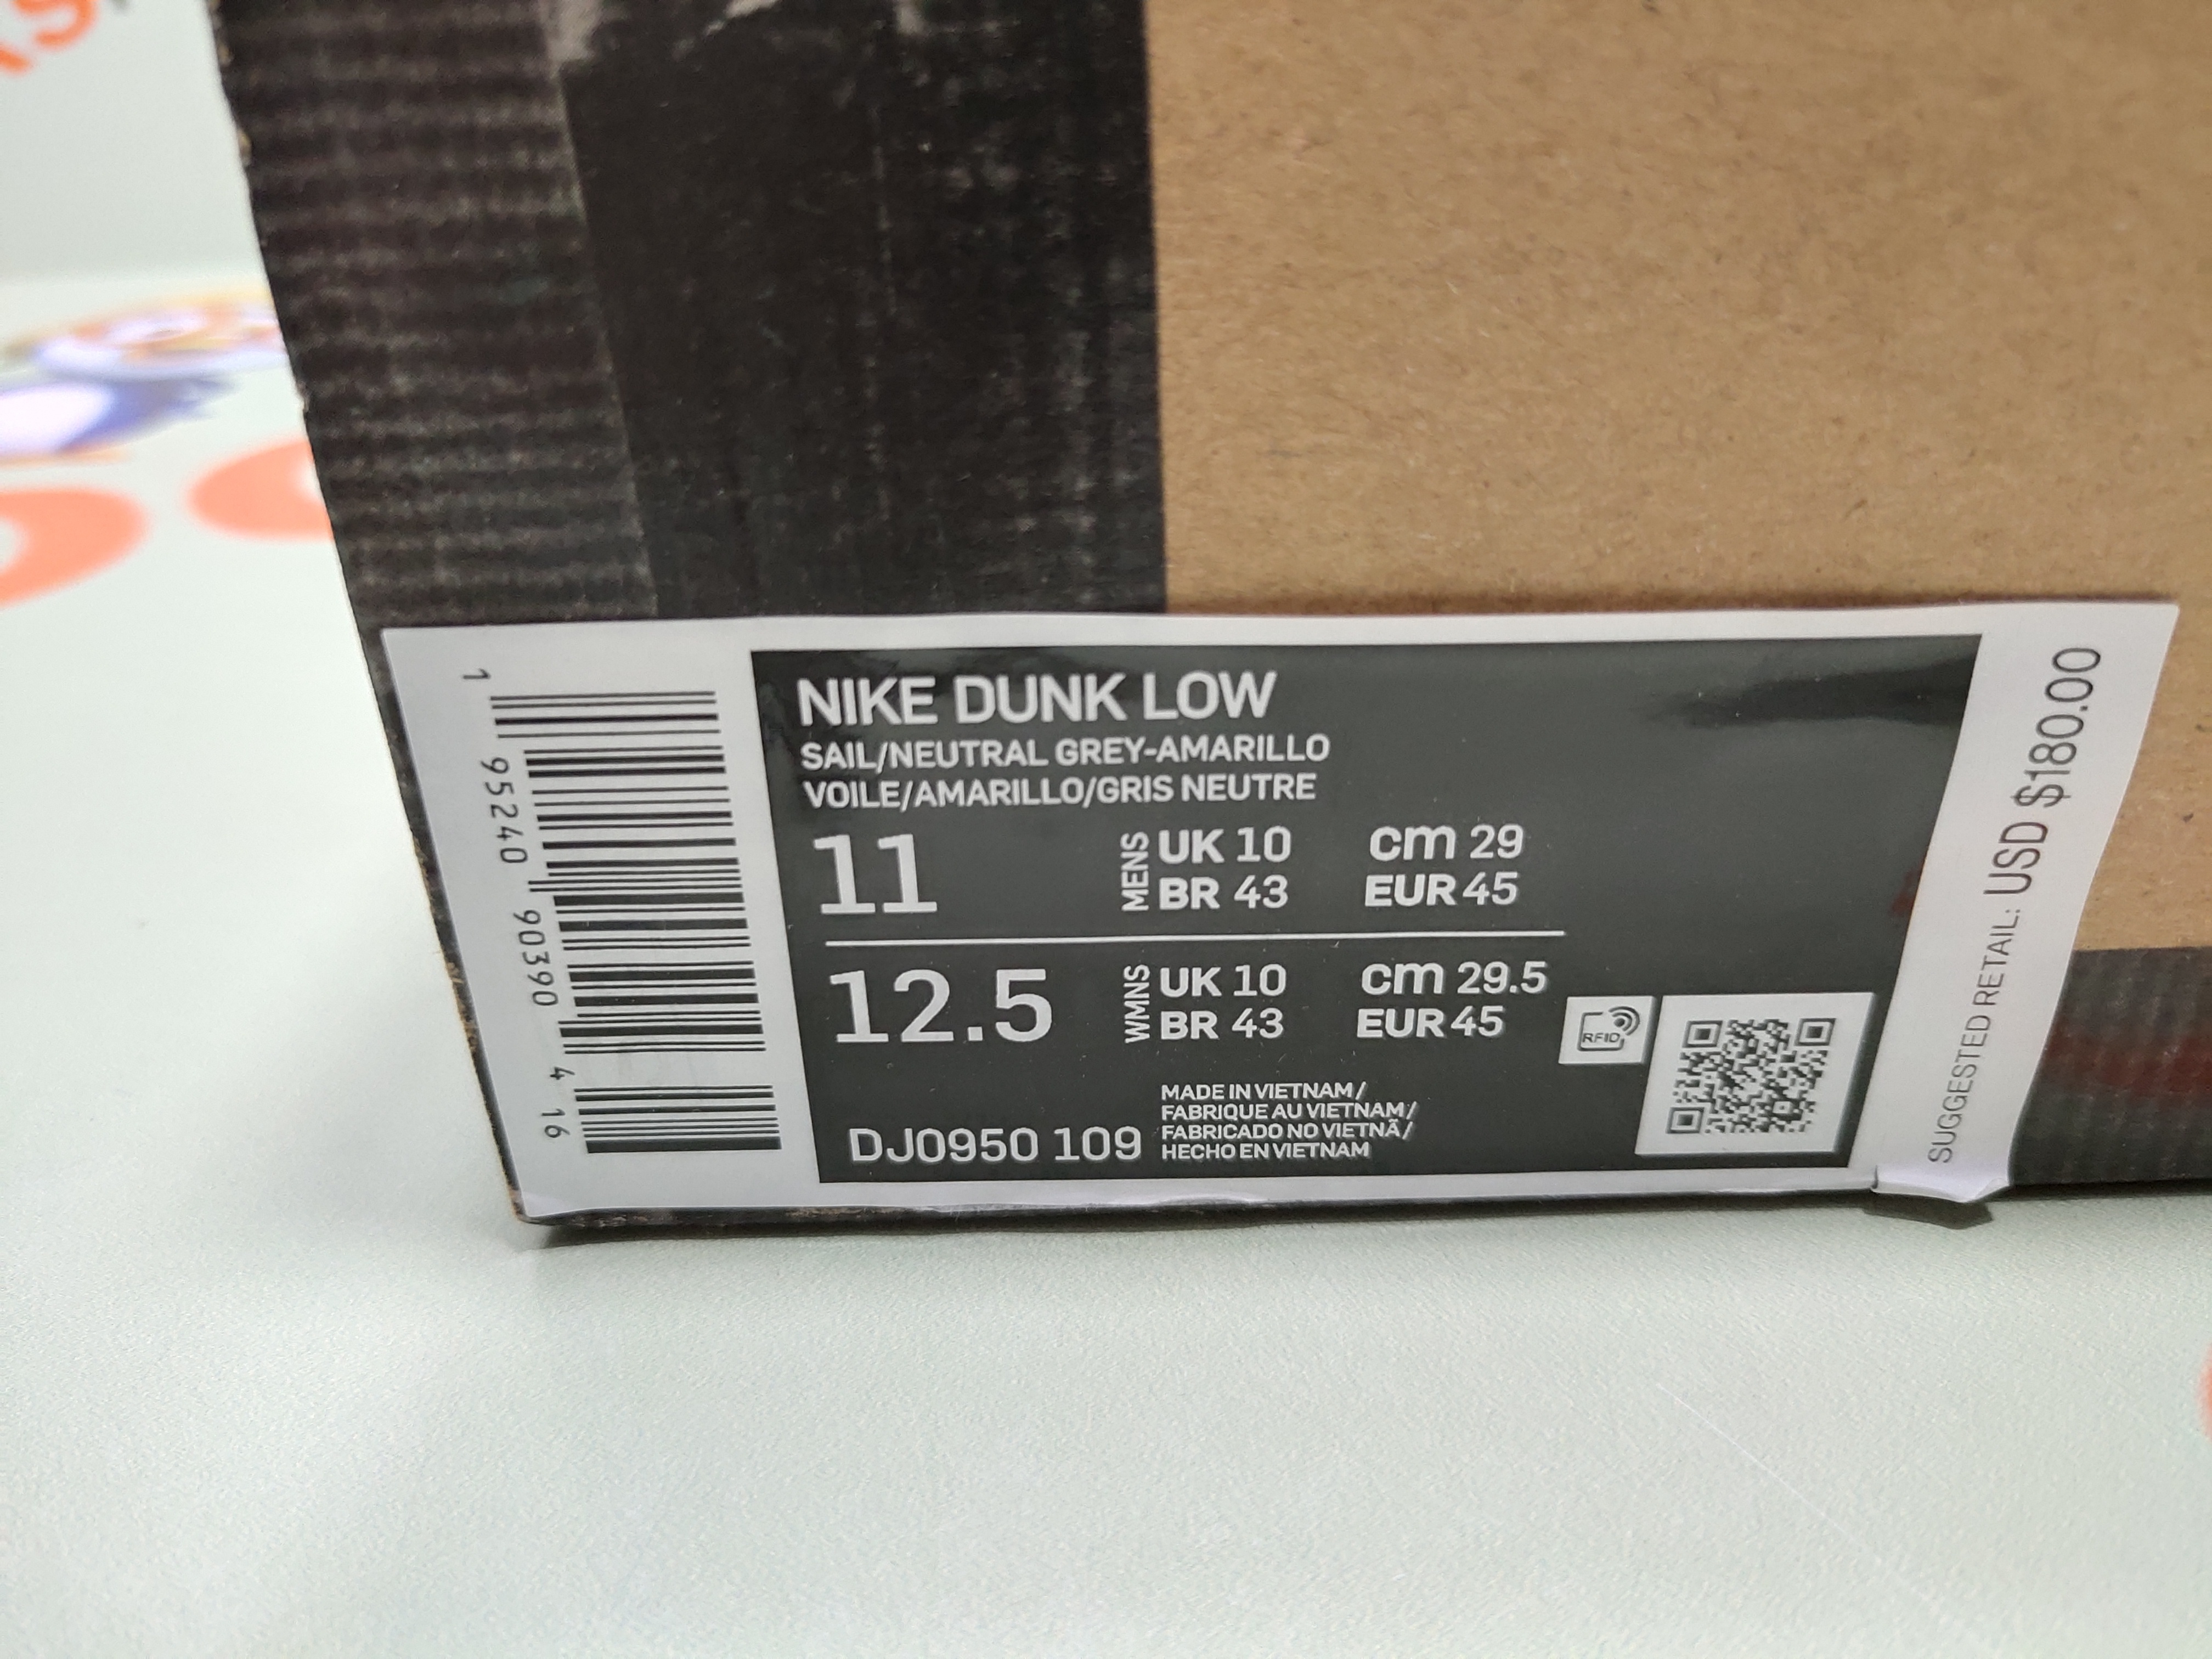 NIKE DUNK LOW
SAIL/NEUTRAL GREY-AMARILLO
VOILE/AMARILLO/GRIS NEUTRE
11 MENS UK 10 cm 29
BR 43 EUR 45
12.5 WMNS UK 10 cm 29.5
BR 43 EUR 45
RFID
DJ0950 109
MADE IN VIETNAM /
FABRIQUE AU VIETNAM /
FABRICADO NO VIETNÃ /
HECHO EN VIETNAM
1 95240 90390 4 16
SUGGESTED RETAIL: USD $180.00